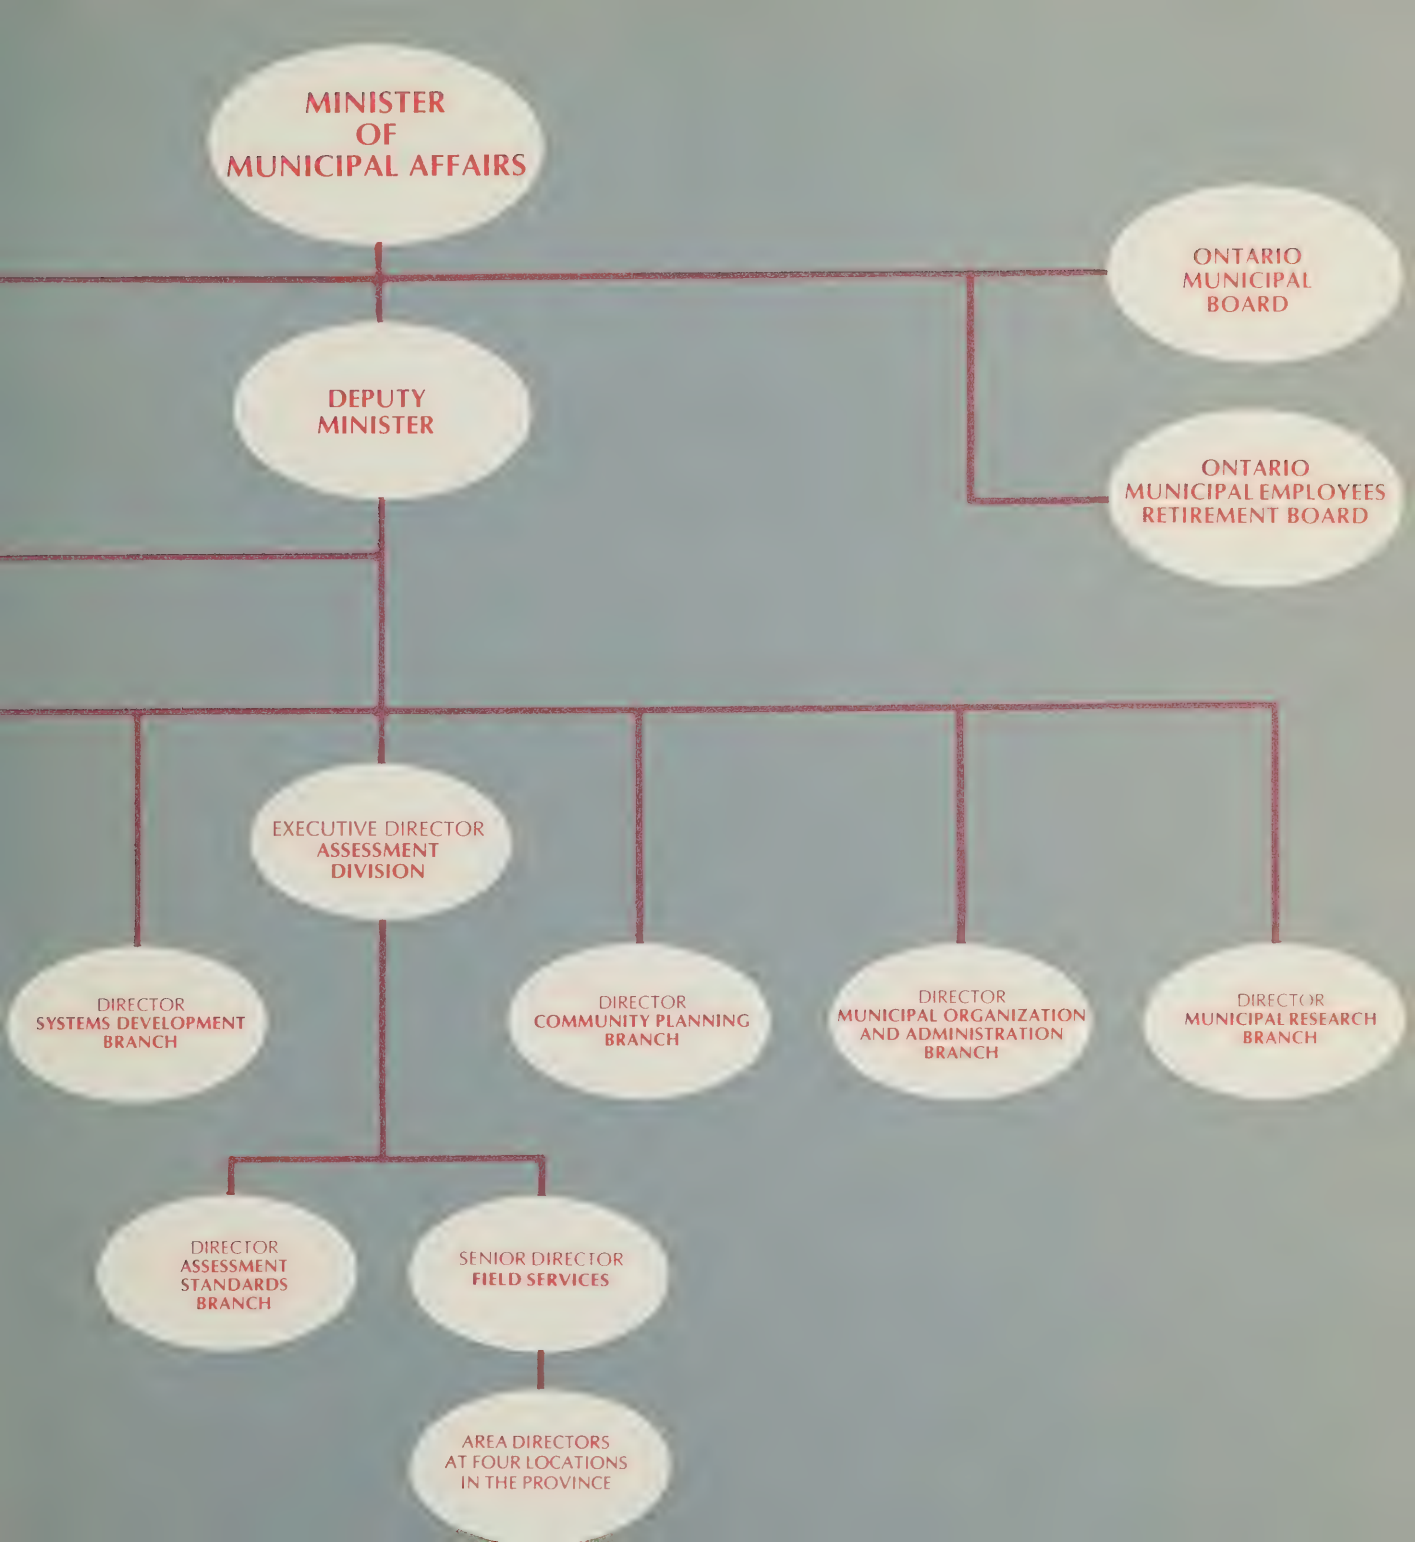 MINISTER
OF
MUNICIPAL AFFAIRS
ONTARIO
MUNICIPAL
BOARD
DEPUTY
MINISTER
ONTARIO
MUNICIPAL EMPLOYEES
RETIREMENT BOARD
EXECUTIVE DIRECTOR
ASSESSMENT
DIVISION
DIRECTOR
SYSTEMS DEVELOPMENT
BRANCH
DIRECTOR
COMMUNITY PLANNING
BRANCH
DIRECTOR
MUNICIPAL ORGANIZATION
AND ADMINISTRATION
BRANCH
DIRECTOR
MUNICIPAL RESEARCH
BRANCH
DIRECTOR
ASSESSMENT
STANDARDS
BRANCH
SENIOR DIRECTOR
FIELD SERVICES
AREA DIRECTORS
AT FOUR LOCATIONS
IN THE PROVINCE